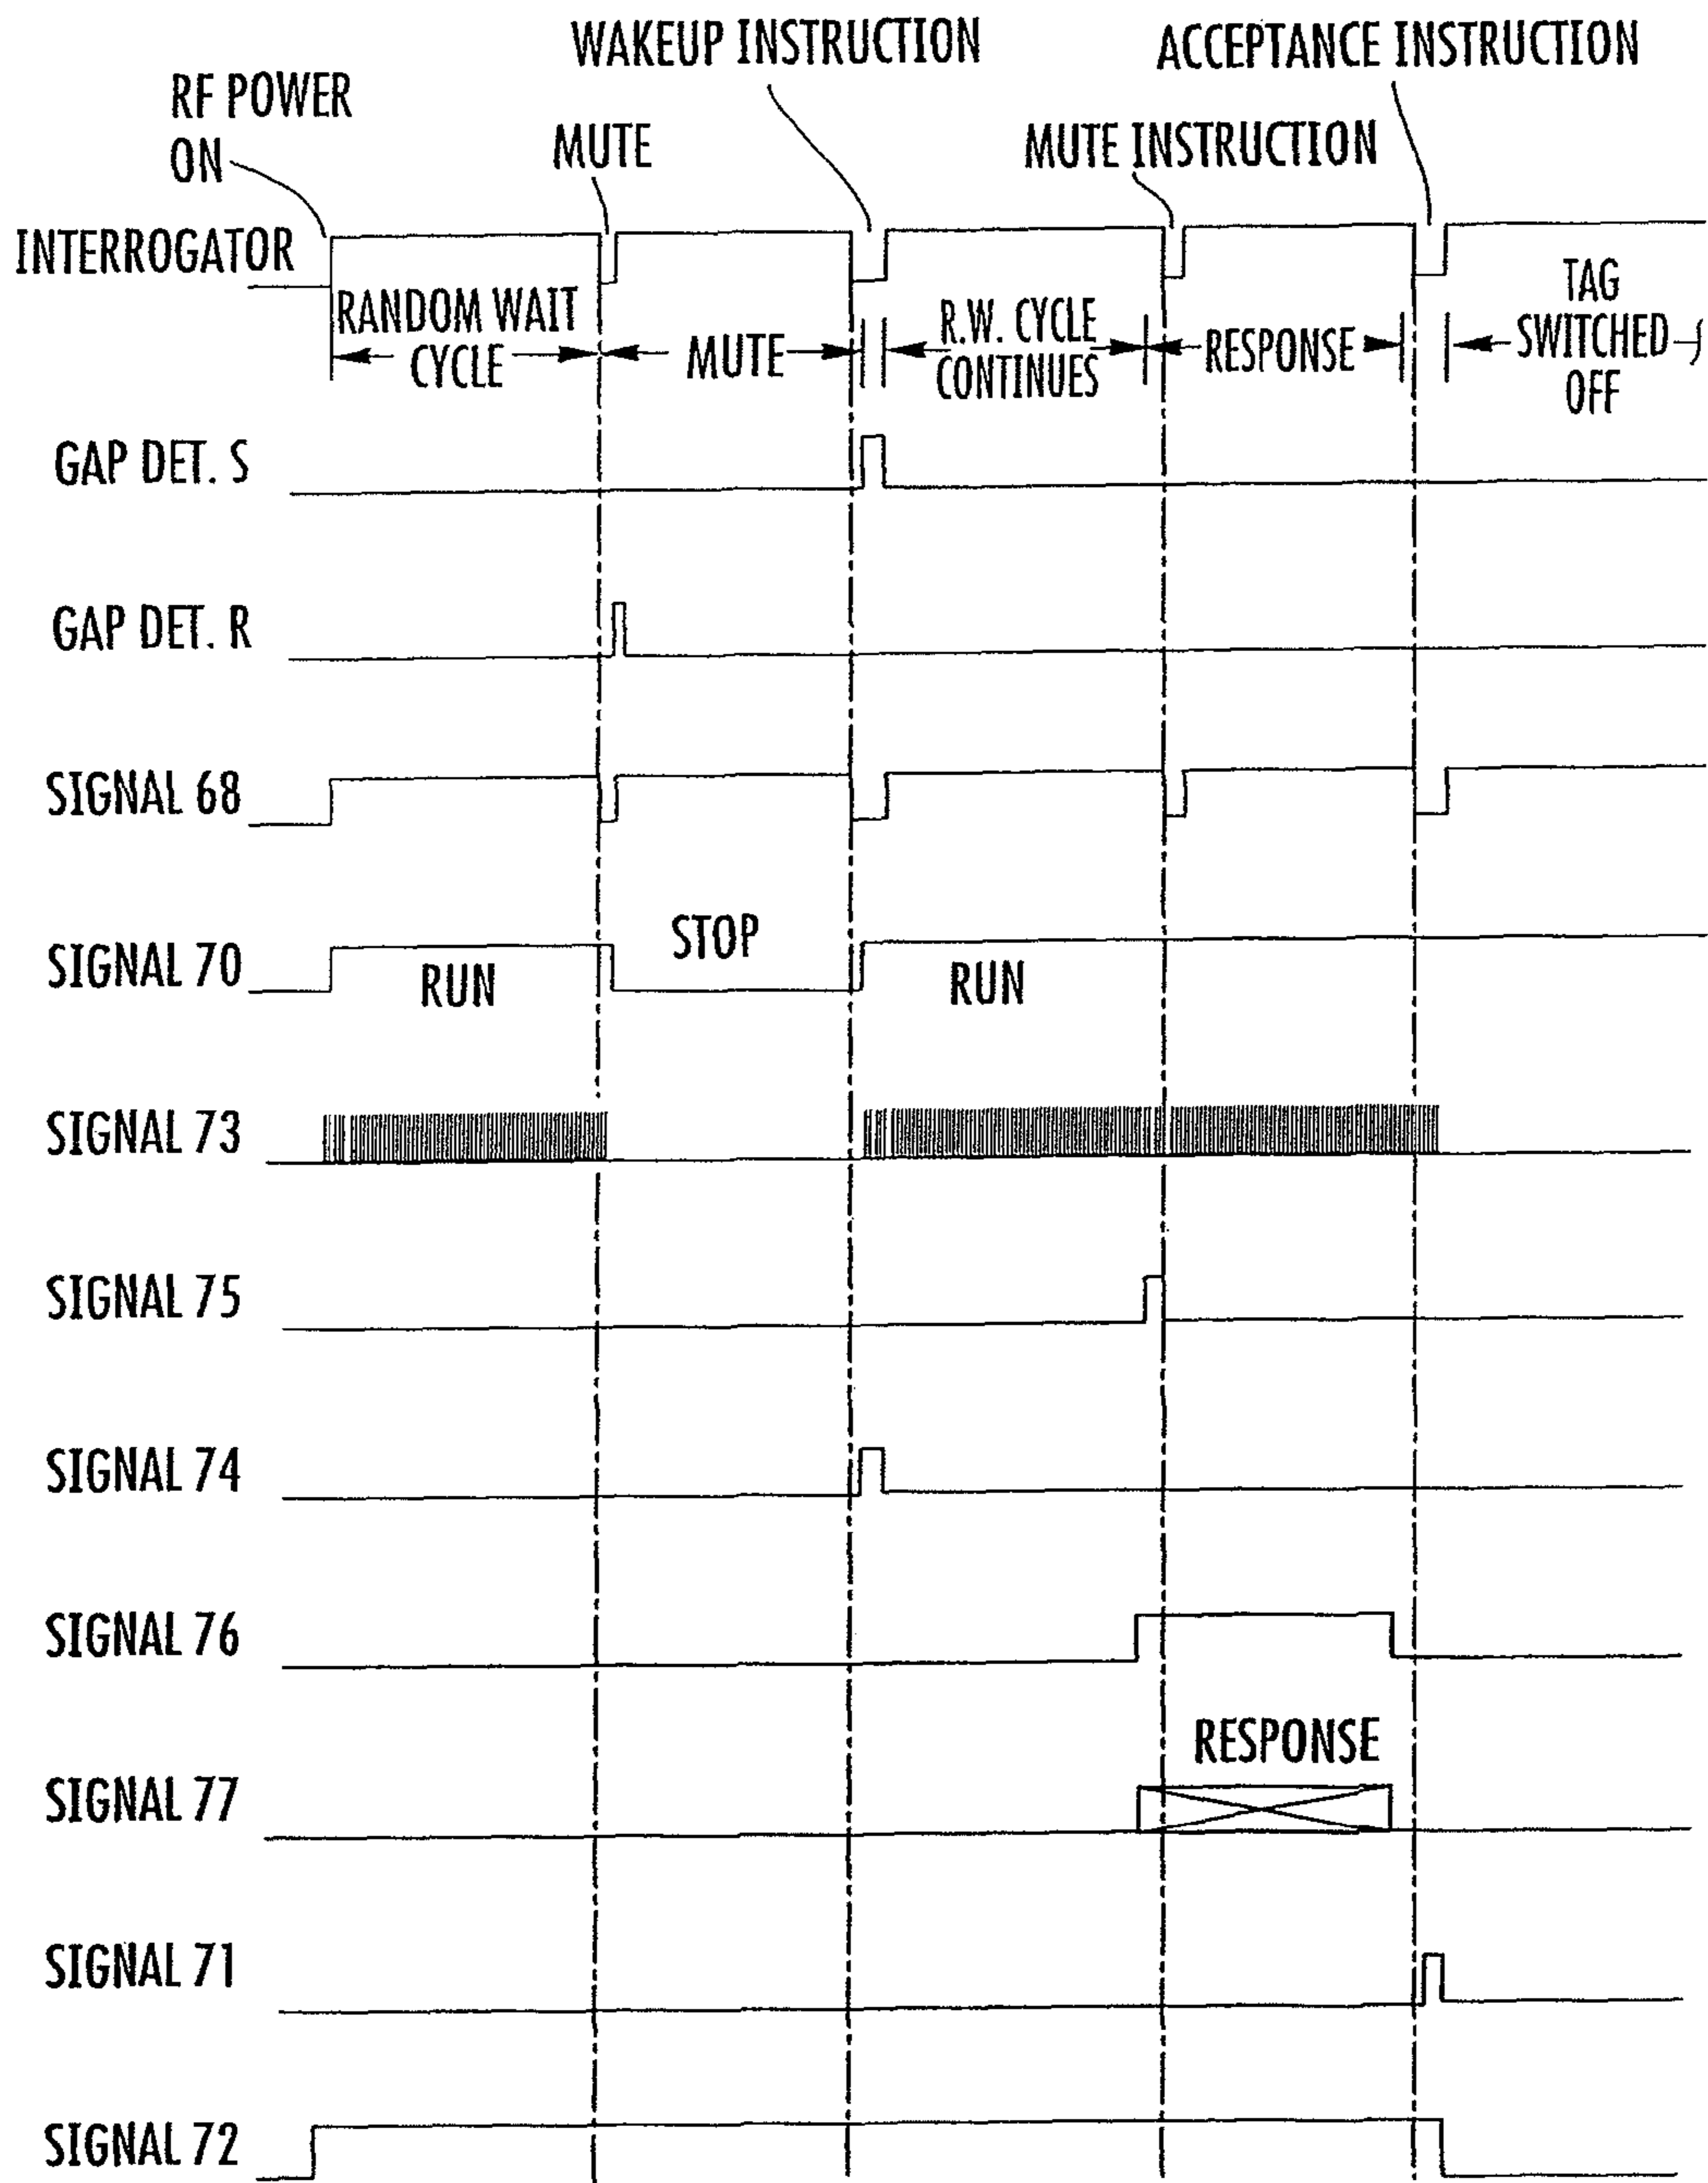 WAKEUP INSTRUCTION
ACCEPTANCE INSTRUCTION
RF POWER
ON
MUTE
MUTE INSTRUCTION
INTERROGATOR
RANDOM WAIT
CYCLE
MUTE
R.W. CYCLE
CONTINUES
RESPONSE
TAG
SWITCHED
OFF
GAP DET. S
GAP DET. R
SIGNAL 68
SIGNAL 70
RUN
STOP
RUN
SIGNAL 73
SIGNAL 75
SIGNAL 74
SIGNAL 76
RESPONSE
SIGNAL 77
SIGNAL 71
SIGNAL 72